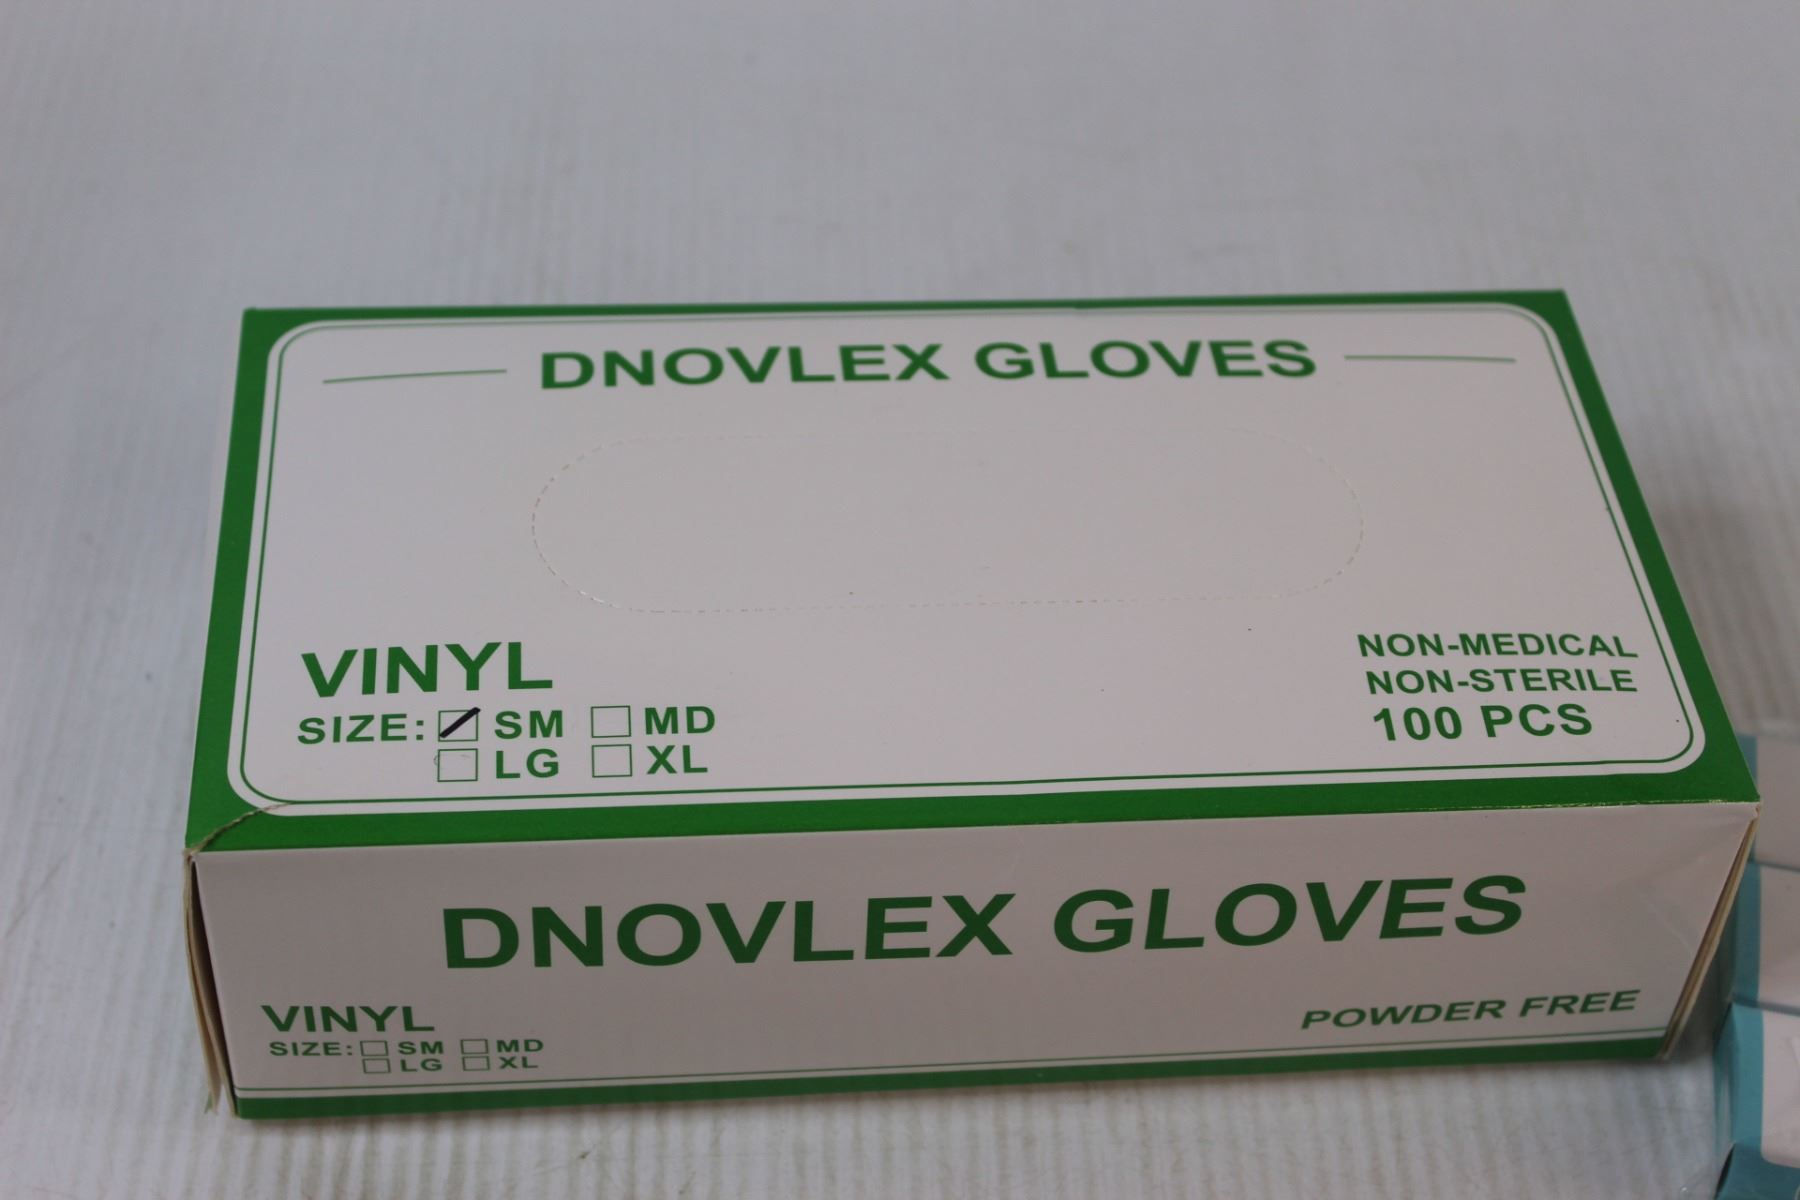 DNOVLEX GLOVES
VINYL
SIZE: SM MD
LG XL
NON-MEDICAL
NON-STERILE
100 PCS
DNOVLEX GLOVES
VINYL
SIZE: SM MD
LG XL
POWDER FREE